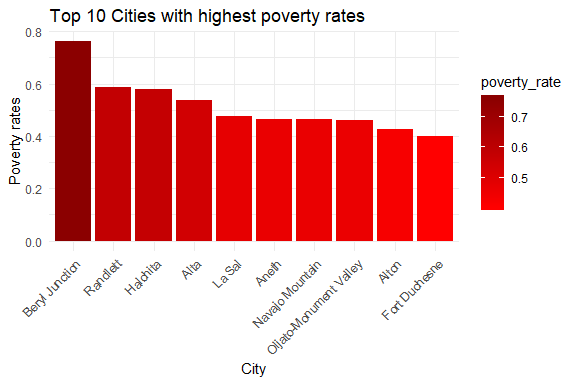 Top 10 Cities with highest poverty rates
0.8
0.6
0.4
0.2
0.0
Poverty rates
Beryl Junction
Randlett
Halchita
Alta
La Sal
Aneth
Navajo Mountain
Oljato-Monument Valley
Alton
Fort Duchesne
City
poverty_rate
0.7
0.6
0.5